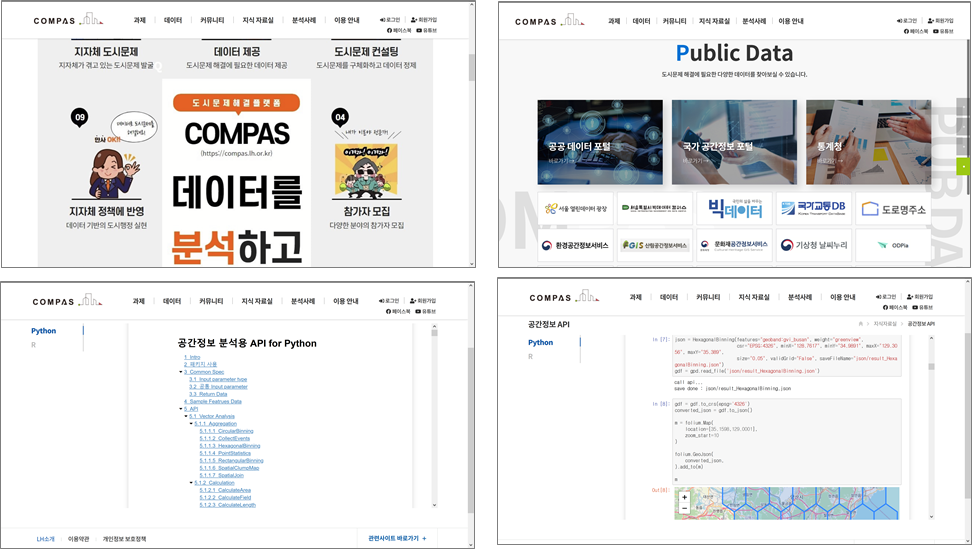 COMPAS
과제
데이터
커뮤니티
지식 자료실
분석사례
이용 안내
로그인
회원가입
페이스북
유튜브
지자체 도시문제
지자체가 겪고 있는 도시문제 발굴
데이터 제공
도시문제 해결에 필요한 데이터 제공
도시문제 컨설팅
도시문제를 구체화하고 데이터 정제
09
지자체 정책에 반영
데이터 기반의 도시행정 실현
도시문제해결플랫폼
COMPAS
(https://compas.lh.or.kr)
데이터를
분석하고
04
이겨라! 이겨라!
참가자 모집
다양한 분야의 참가자 모집
COMPAS
과제
데이터
커뮤니티
지식 자료실
분석사례
이용 안내
로그인
회원가입
페이스북
유튜브
Public Data
도시문제 해결에 필요한 다양한 데이터를 찾아보실 수 있습니다.
공공 데이터 포털
바로가기
국가 공간정보 포털
바로가기
통계청
바로가기
서울 열린데이터 광장
서울특별시 빅데이터 캠퍼스
빅데이터
국가교통DB
도로명주소
환경공간정보서비스
FGIS 산림공간정보서비스
문화재공간정보서비스
기상청 날씨누리
ODPia
COMPAS
과제
데이터
커뮤니티
지식 자료실
분석사례
이용 안내
로그인
회원가입
페이스북
유튜브
Python
R
공간정보 분석용 API for Python
1. Intro
2. 패키지 사용
3. Common Spec
3.1. Input parameter type
3.2. 공통 input parameter
3.3. Return Data
4. Sample Featrues Data
5. API
5.1. Vector Analysis
5.1.1. Aggregation
5.1.1.1. CircularBinning
5.1.1.2. CollectEvents
5.1.1.3. HexagonalBinning
5.1.1.4. PointStatistics
5.1.1.5. RectangularBinning
5.1.1.6. SpatialClumpMap
5.1.1.7. SpatialJoin
5.1.2. Calculation
5.1.2.1. CalculateArea
5.1.2.2. CalculateField
5.1.2.3. CalculateLength
LH소개
이용약관
개인정보 보호정책
관련사이트 바로가기 +
COMPAS
과제
데이터
커뮤니티
지식 자료실
분석사례
이용 안내
로그인
회원가입
페이스북
유튜브
공간정보 API
지식자료실
공간정보 API
Python
R
In [7]:
json = HexagonalBinning(features="geoband:gvi_busan", weight="greenview",
gdf = gpd.read_file('json/result_HexagonalBinning.json')
call api...
save done : json/result_HexagonalBinning.json
In [8]:
gdf = gdf.to_crs(epsg='4326')
converted_json = gdf.to_json()
m = folium.Map(
location=[35.1598,129.0001],
zoom_start=10
)
folium.GeoJson(
converted_json,
).add_to(m)
m
Out[8]:
+
−